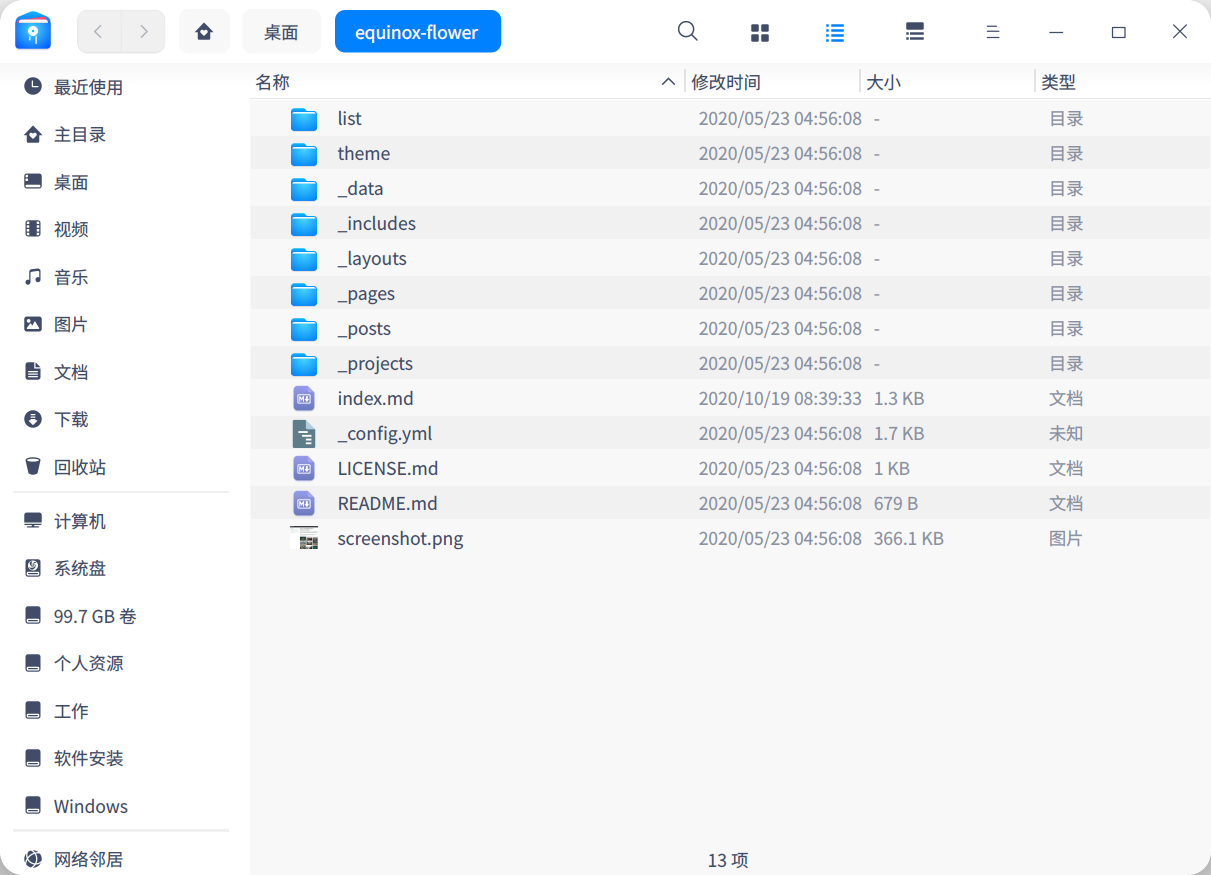 桌面 equinox-flower
名称 修改时间 大小 类型
最近使用
主目录
桌面
视频
音乐
图片
文档
下载
回收站
计算机
系统盘
99.7 GB 卷
个人资源
工作
软件安装
Windows
网络邻居
list 2020/05/23 04:56:08 - 目录
theme 2020/05/23 04:56:08 - 目录
_data 2020/05/23 04:56:08 - 目录
_includes 2020/05/23 04:56:08 - 目录
_layouts 2020/05/23 04:56:08 - 目录
_pages 2020/05/23 04:56:08 - 目录
_posts 2020/05/23 04:56:08 - 目录
_projects 2020/05/23 04:56:08 - 目录
index.md 2020/10/19 08:39:33 1.3 KB 文档
_config.yml 2020/05/23 04:56:08 1.7 KB 未知
LICENSE.md 2020/05/23 04:56:08 1 KB 文档
README.md 2020/05/23 04:56:08 679 B 文档
screenshot.png 2020/05/23 04:56:08 366.1 KB 图片
13 项